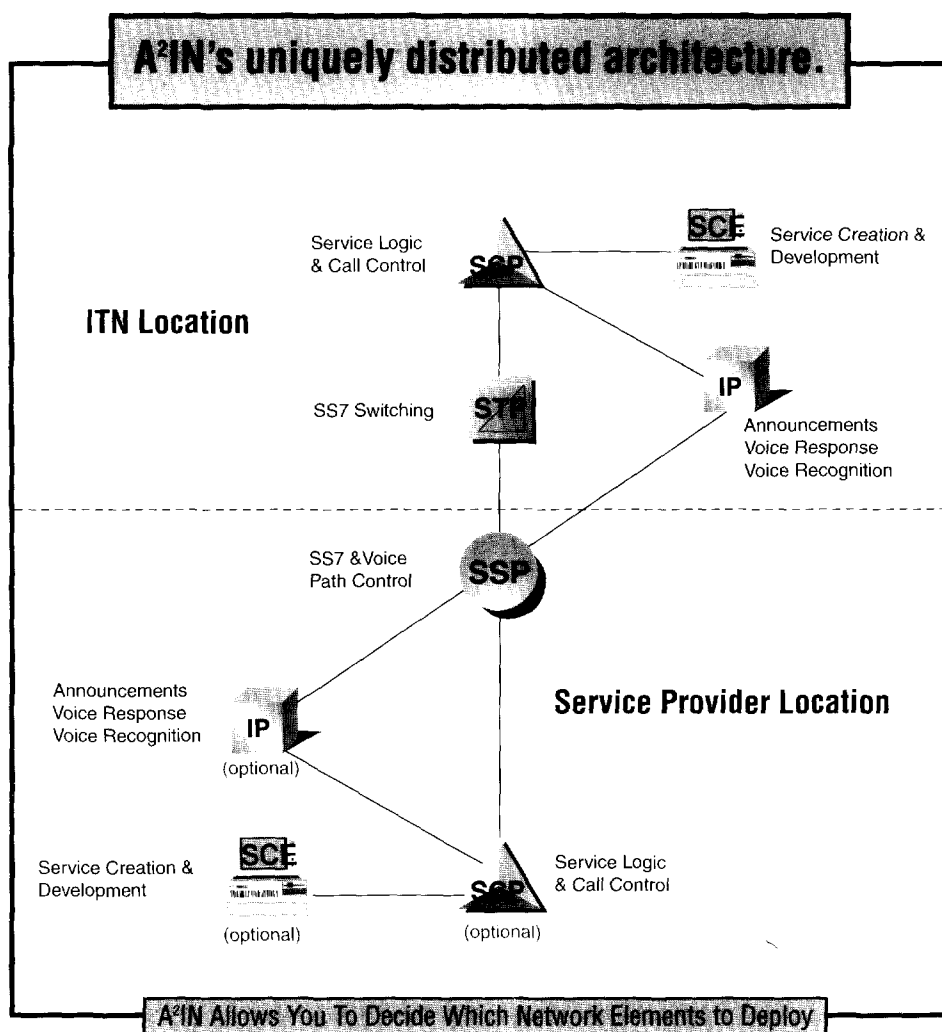 A²IN's uniquely distributed architecture.
Service Logic
& Call Control
SCP
SCE
Service Creation &
Development
ITN Location
SS7 Switching
STP
IP
Announcements
Voice Response
Voice Recognition
SS7 &Voice
Path Control
SSP
Announcements
Voice Response
Voice Recognition
IP
(optional)
Service Provider Location
Service Creation &
Development
SCE
(optional)
SCP
(optional)
Service Logic
& Call Control
A²IN Allows You To Decide Which Network Elements to Deploy